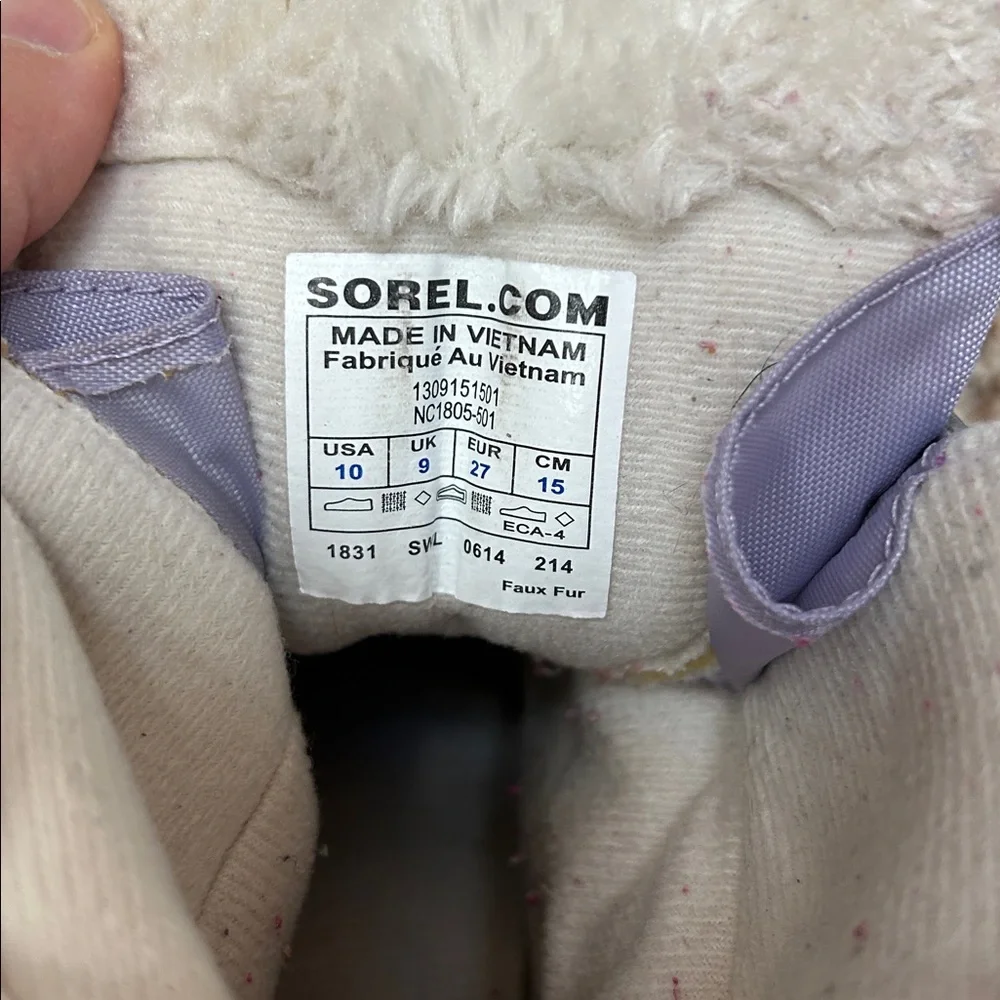 SOREL.COM
MADE IN VIETNAM
Fabriqué Au Vietnam
1309151501
NC1805-501
USA UK EUR CM
10 9 27 15
ECA-4
1831 SWL 0614 214
Faux Fur